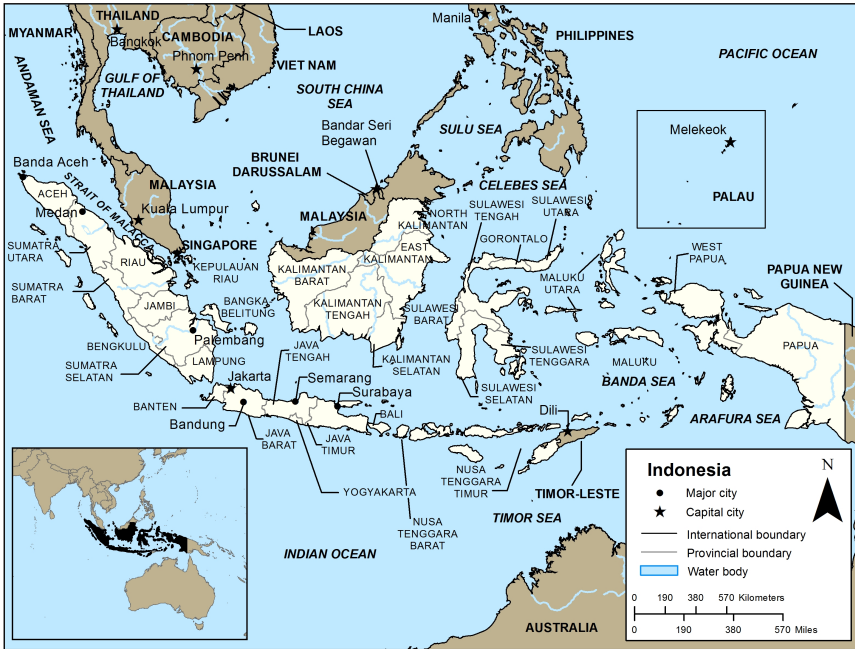 THAILAND
LAOS
MYANMAR
Bangkok
CAMBODIA
Phnom Penh
VIET NAM
GULF OF
THAILAND
ANDAMAN SEA
SOUTH CHINA
SEA
Manila
PHILIPPINES
PACIFIC OCEAN
SULU SEA
Melekeok
PALAU
Bandar Seri
Begawan
BRUNEI
DARUSSALAM
CELEBES SEA
Banda Aceh
ACEH
Medan
STRAIT OF MALACCA
MALAYSIA
Kuala Lumpur
SINGAPORE
MALAYSIA
NORTH
KALIMANTAN
EAST
KALIMANTAN
SULAWESI
TENGAH
SULAWESI
UTARA
GORONTALO
MALUKU
UTARA
WEST
PAPUA
PAPUA NEW
GUINEA
SUMATRA
UTARA
RIAU
KEPULAUAN
RIAU
SUMATRA
BARAT
JAMBI
BANGKA
BELITUNG
KALIMANTAN
BARAT
KALIMANTAN
TENGAH
SULAWESI
BARAT
BENGKULU
Palembang
SUMATRA
SELATAN
LAMPUNG
JAVA
TENGAH
KALIMANTAN
SELATAN
SULAWESI
TENGGARA
SULAWESI
SELATAN
MALUKU
PAPUA
BANDA SEA
ARAFURA SEA
Jakarta
Semarang
Surabaya
BANTEN
Bandung
BALI
Dili
JAVA
BARAT
JAVA
TIMUR
YOGYAKARTA
NUSA
TENGGARA
BARAT
NUSA
TENGGARA
TIMUR
TIMOR-LESTE
TIMOR SEA
INDIAN OCEAN
AUSTRALIA
Indonesia
N
Major city
Capital city
International boundary
Provincial boundary
Water body
0 190 380 570 Kilometers
0 190 380 570
Miles